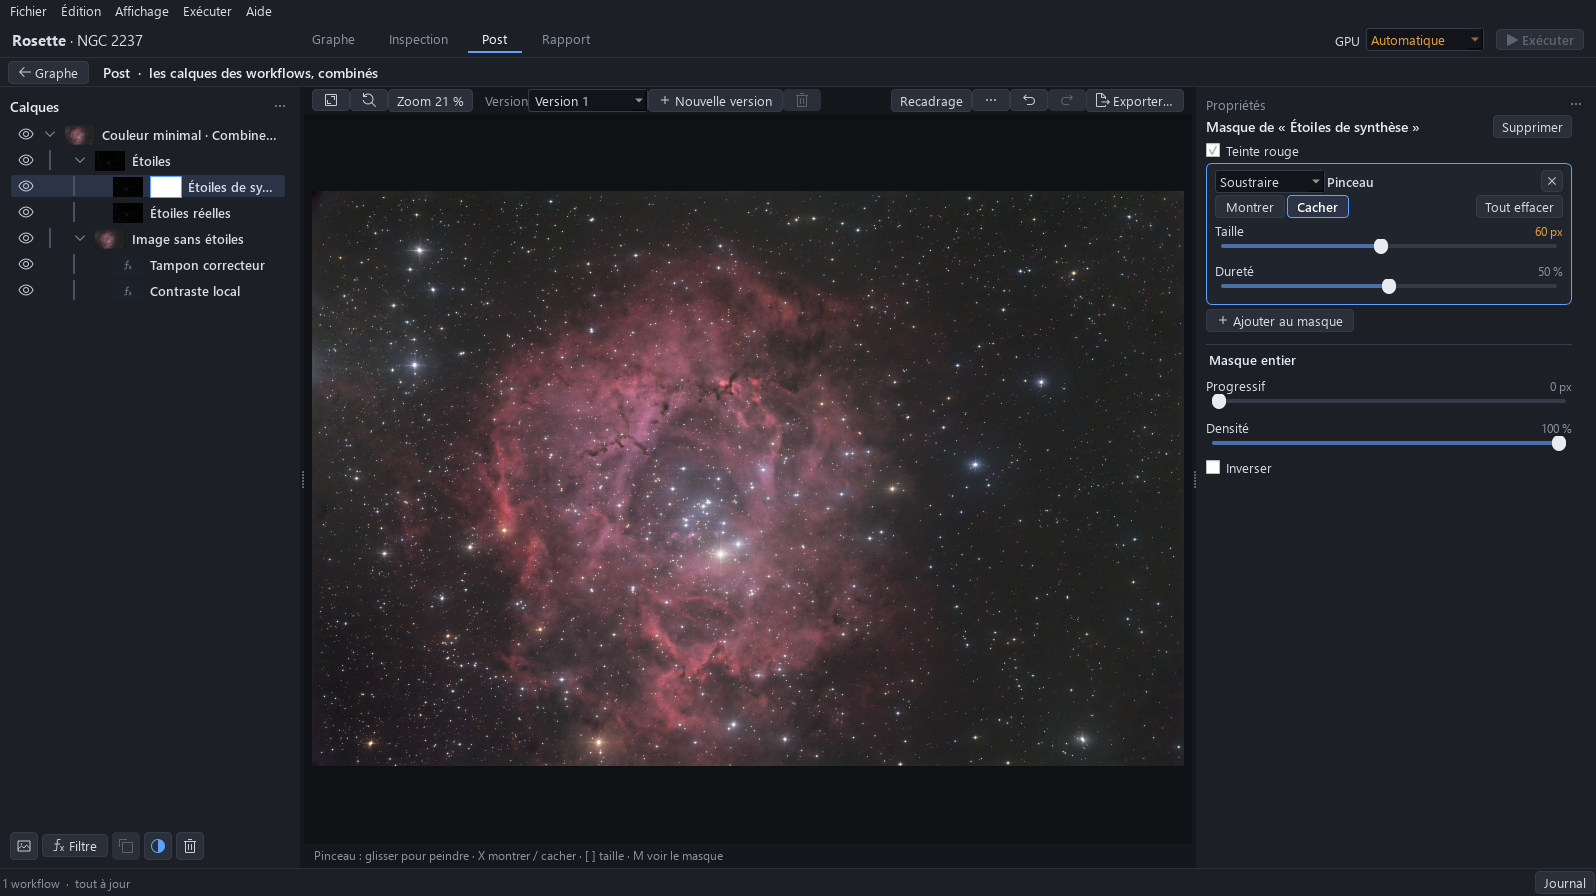 Fichier Édition Affichage Exécuter Aide
Rosette · NGC 2237 Graphe Inspection Post Rapport GPU Automatique Exécuter
Graphe Post · les calques des workflows, combinés
Calques ...
Couleur minimal · Combine...
Étoiles
Étoiles de sy...
Étoiles réelles
Image sans étoiles
fx Tampon correcteur
fx Contraste local
fx Filtre
Zoom 21 % Version Version 1 + Nouvelle version Recadrage ... Exporter...
Pinceau : glisser pour peindre · X montrer / cacher · [ ] taille · M voir le masque
Propriétés ...
Masque de « Étoiles de synthèse » Supprimer
Teinte rouge
Soustraire Pinceau
Montrer Cacher Tout effacer
Taille 60 px
Dureté 50 %
+ Ajouter au masque
Masque entier
Progressif 0 px
Densité 100 %
Inverser
1 workflow · tout à jour Journal